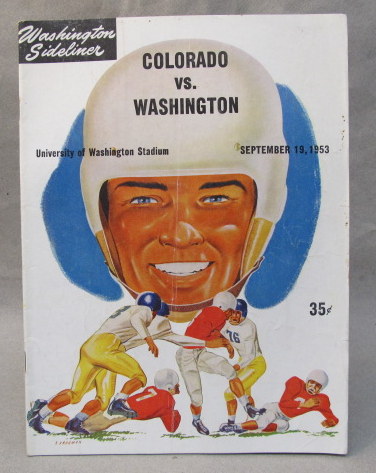 Washington
Sideliner
COLORADO
VS.
WASHINGTON
University of Washington Stadium
SEPTEMBER 19, 1953
35¢
76
7